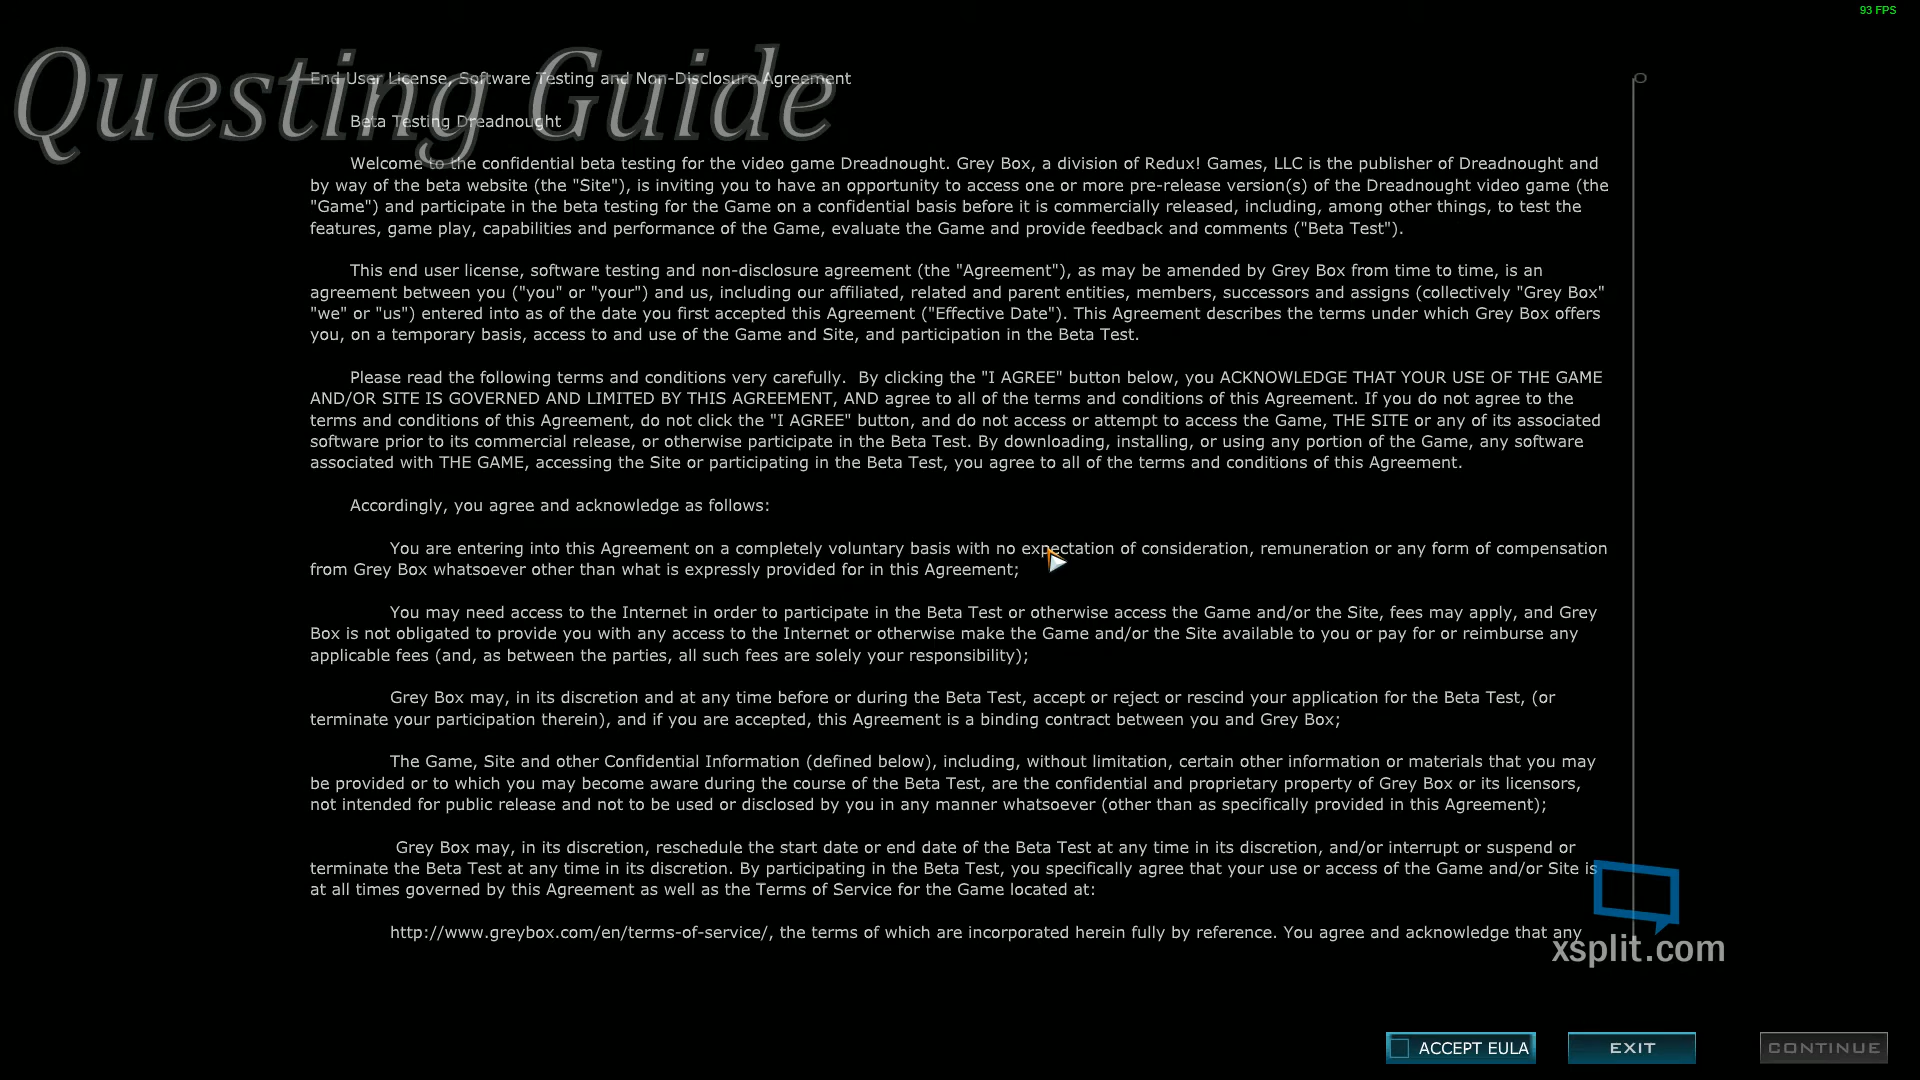 93 FPS
Questing Guide
End User License, Software Testing and Non-Disclosure Agreement
Beta Testing Dreadnought
Welcome to the confidential beta testing for the video game Dreadnought. Grey Box, a division of Redux! Games, LLC is the publisher of Dreadnought and
by way of the beta website (the "Site"), is inviting you to have an opportunity to access one or more pre-release version(s) of the Dreadnought video game (the
"Game") and participate in the beta testing for the Game on a confidential basis before it is commercially released, including, among other things, to test the
features, game play, capabilities and performance of the Game, evaluate the Game and provide feedback and comments ("Beta Test").
This end user license, software testing and non-disclosure agreement (the "Agreement"), as may be amended by Grey Box from time to time, is an
agreement between you ("you" or "your") and us, including our affiliated, related and parent entities, members, successors and assigns (collectively "Grey Box"
"we" or "us") entered into as of the date you first accepted this Agreement ("Effective Date"). This Agreement describes the terms under which Grey Box offers
you, on a temporary basis, access to and use of the Game and Site, and participation in the Beta Test.
Please read the following terms and conditions very carefully.  By clicking the "I AGREE" button below, you ACKNOWLEDGE THAT YOUR USE OF THE GAME
AND/OR SITE IS GOVERNED AND LIMITED BY THIS AGREEMENT, AND agree to all of the terms and conditions of this Agreement. If you do not agree to the
terms and conditions of this Agreement, do not click the "I AGREE" button, and do not access or attempt to access the Game, THE SITE or any of its associated
software prior to its commercial release, or otherwise participate in the Beta Test. By downloading, installing, or using any portion of the Game, any software
associated with THE GAME, accessing the Site or participating in the Beta Test, you agree to all of the terms and conditions of this Agreement.
Accordingly, you agree and acknowledge as follows:
You are entering into this Agreement on a completely voluntary basis with no expectation of consideration, remuneration or any form of compensation
from Grey Box whatsoever other than what is expressly provided for in this Agreement;
You may need access to the Internet in order to participate in the Beta Test or otherwise access the Game and/or the Site, fees may apply, and Grey
Box is not obligated to provide you with any access to the Internet or otherwise make the Game and/or the Site available to you or pay for or reimburse any
applicable fees (and, as between the parties, all such fees are solely your responsibility);
Grey Box may, in its discretion and at any time before or during the Beta Test, accept or reject or rescind your application for the Beta Test, (or
terminate your participation therein), and if you are accepted, this Agreement is a binding contract between you and Grey Box;
The Game, Site and other Confidential Information (defined below), including, without limitation, certain other information or materials that you may
be provided or to which you may become aware during the course of the Beta Test, are the confidential and proprietary property of Grey Box or its licensors,
not intended for public release and not to be used or disclosed by you in any manner whatsoever (other than as specifically provided in this Agreement);
Grey Box may, in its discretion, reschedule the start date or end date of the Beta Test at any time in its discretion, and/or interrupt or suspend or
terminate the Beta Test at any time in its discretion. By participating in the Beta Test, you specifically agree that your use or access of the Game and/or Site is
at all times governed by this Agreement as well as the Terms of Service for the Game located at:
http://www.greybox.com/en/terms-of-service/, the terms of which are incorporated herein fully by reference. You agree and acknowledge that any
xsplit.com
ACCEPT EULA
EXIT
CONTINUE